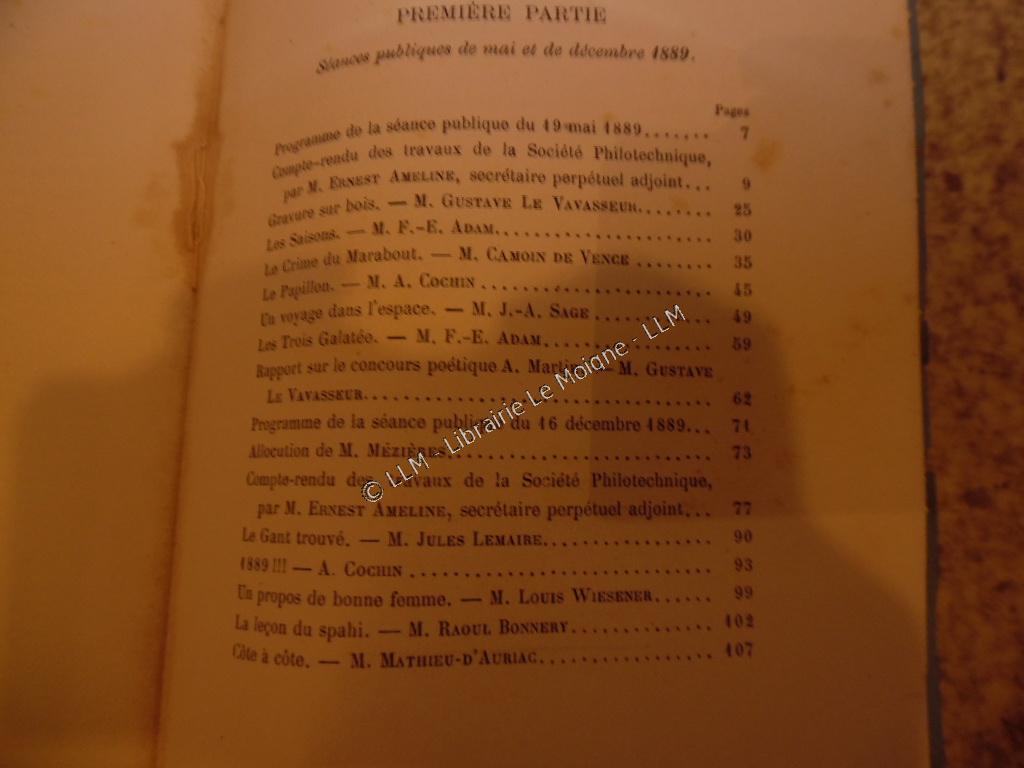 PREMIÈRE PARTIE
Séances publiques de mai et de décembre 1889.
Pages
Programme de la séance publique du 19 mai 1889....... 7
Compte-rendu des travaux de la Société Philotechnique,
par M. ERNEST AMELINE, secrétaire perpétuel adjoint... 9
Gravure sur bois. — M. GUSTAVE LE VAVASSEUR........ 25
Les Saisons. — M. F.-E. ADAM....................... 30
Le Crime du Marabout. — M. CAMOIN DE VENCE ........ 35
Le Papillon. — M. A. COCHIN ........................ 45
Un voyage dans l'espace. — M. J.-A. SAGE ............ 49
Les Trois Galatée. — M. F.-E. ADAM.................. 59
Rapport sur le concours poétique A. Martin — M. GUSTAVE
LE VAVASSEUR................................... 62
Programme de la séance publique du 16 décembre 1889... 71
Allocution de M. MÉZIÈRES........................... 73
Compte-rendu des travaux de la Société Philotechnique,
par M. ERNEST AMELINE, secrétaire perpétuel adjoint... 77
Le Gant trouvé. — M. JULES LEMAIRE.................. 90
1889 !!! — A. COCHIN ............................... 93
Un propos de bonne femme. — M. LOUIS WIESENER...... 99
La leçon du spahi. — M. RAOUL BONNERY............... 102
Côte à côte. — M. MATHIEU-D'AURIAC.................. 107
© LLM - Librairie Le Moigne - LLM